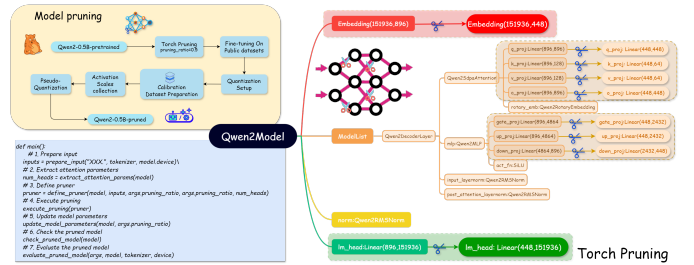 Model pruning
Qwen2-0.5B-pretrained
Torch Pruning
pruning_ratio:0.5
Fine-tuning On
Public datasets
Pseudo-
Quantization
Activation
Scales
collection
Calibration
Dataset Preparation
Quantization
Setup
Qwen2-0.5B-pruned
def main():
# 1. Prepare input
inputs = prepare_input("XXX.", tokenizer, model.device)\
# 2. Extract attention parameters
num_heads = extract_attention_params(model)
# 3. Define pruner
pruner = define_pruner(model, inputs, args.pruning_ratio, args.pruning_ratio, num_heads)
# 4. Execute pruning
execute_pruning(pruner)
# 5. Update model parameters
update_model_parameters(model, args.pruning_ratio)
# 6. Check the pruned model
check_pruned_model(model)
# 7. Evaluate the pruned model
evaluate_pruned_model(args, model, tokenizer, device)
Qwen2Model
Embedding(151936,896)
Embedding(151936,448)
ModelList
Qwen2DecoderLayer
Qwen2SdpaAttention
q_proj:Linear(896,896)
q_proj:Linear(448,448)
k_proj:Linear(896,128)
k_proj:Linear(448,64)
v_proj:Linear(896,128)
v_proj:Linear(448,64)
o_proj:Linear(896,896)
o_proj:Linear(448,448)
rotary_emb:Qwen2RotaryEmbedding
mlp:Qwen2MLP
gate_proj:Linear(896,4864
gate_proj:Linear(448,2432)
up_proj:Linear(896,4864)
up_proj:Linear(448,2432)
down_proj:Linear(4864,896)
down_proj:Linear(2432,448)
act_fn:SiLU
input_layernorm:Qwen2RMSNorm
post_attention_layernorm:Qwen2RMSNorm
norm:Qwen2RMSNorm
lm_head:Linear(896,151936)
lm_head: Linear(448,151936)
Torch Pruning